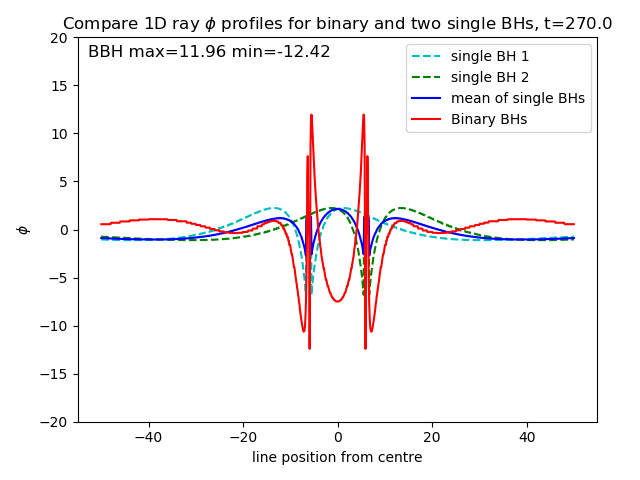 Compare 1D ray ϕ profiles for binary and two single BHs, t=270.0
BBH max=11.96 min=-12.42
single BH 1
single BH 2
mean of single BHs
Binary BHs
20
15
10
5
0
−5
−10
−15
−20
ϕ
−40 −20 0 20 40
line position from centre